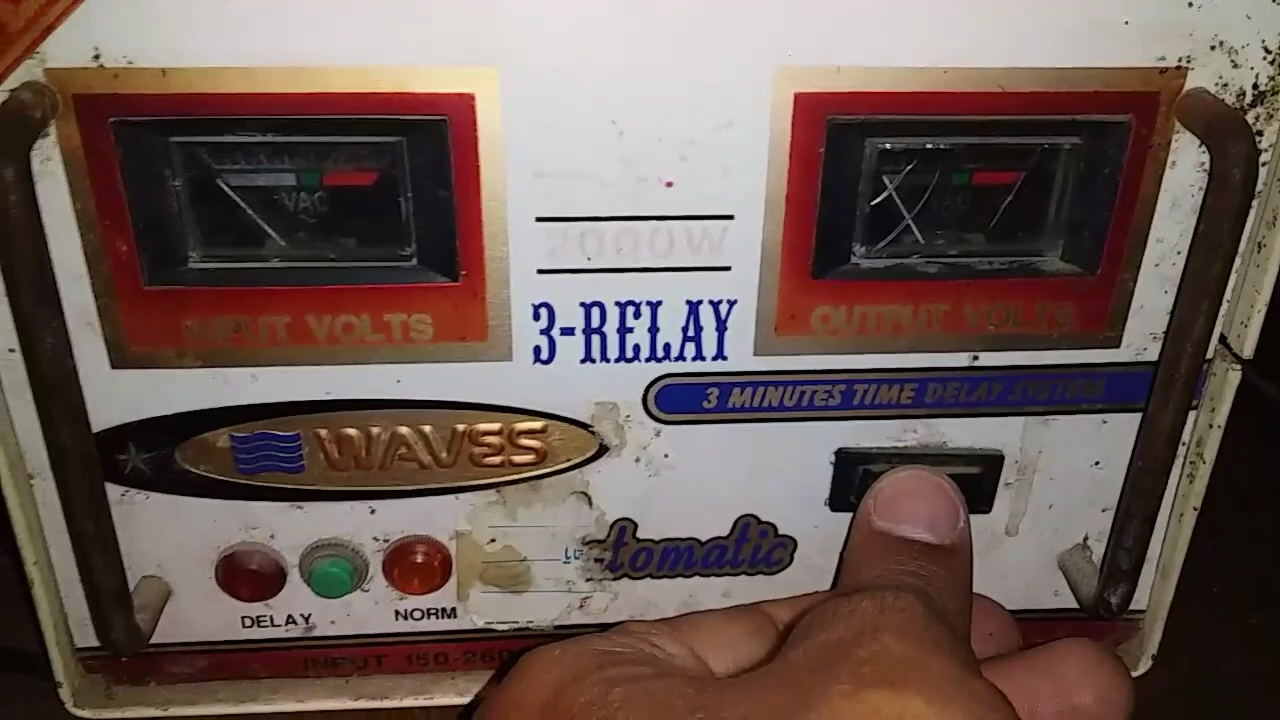 VAC
2000W
INPUT VOLTS
OUTPUT VOLTS
3-RELAY
3 MINUTES TIME DELAY SYSTEM
WAVES
tomatic
DELAY
NORM
INPUT 150-260